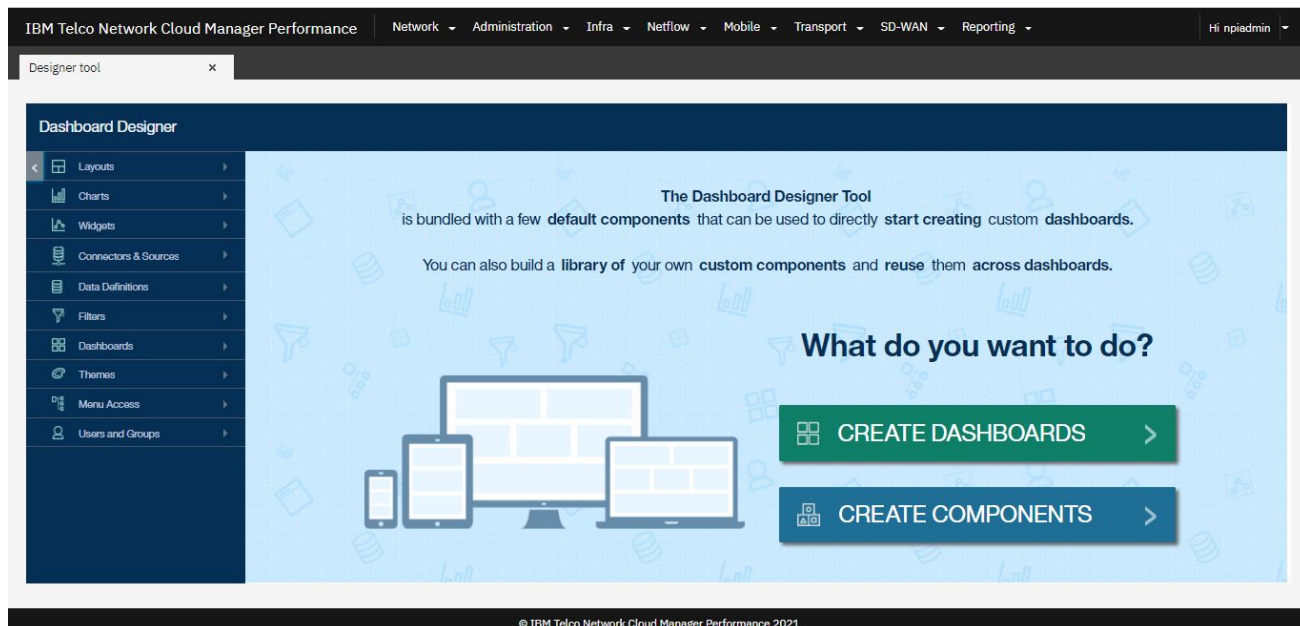 IBM Telco Network Cloud Manager Performance Network Administration Infra Netflow Mobile Transport SD-WAN Reporting Hi npiadmin
Designer tool ×
Dashboard Designer
Layouts
Charts
Widgets
Connectors & Sources
Data Definitions
Filters
Dashboards
Themes
Menu Access
Users and Groups
The Dashboard Designer Tool
is bundled with a few default components that can be used to directly start creating custom dashboards.
You can also build a library of your own custom components and reuse them across dashboards.
What do you want to do?
CREATE DASHBOARDS
CREATE COMPONENTS
© IBM Telco Network Cloud Manager Performance 2021